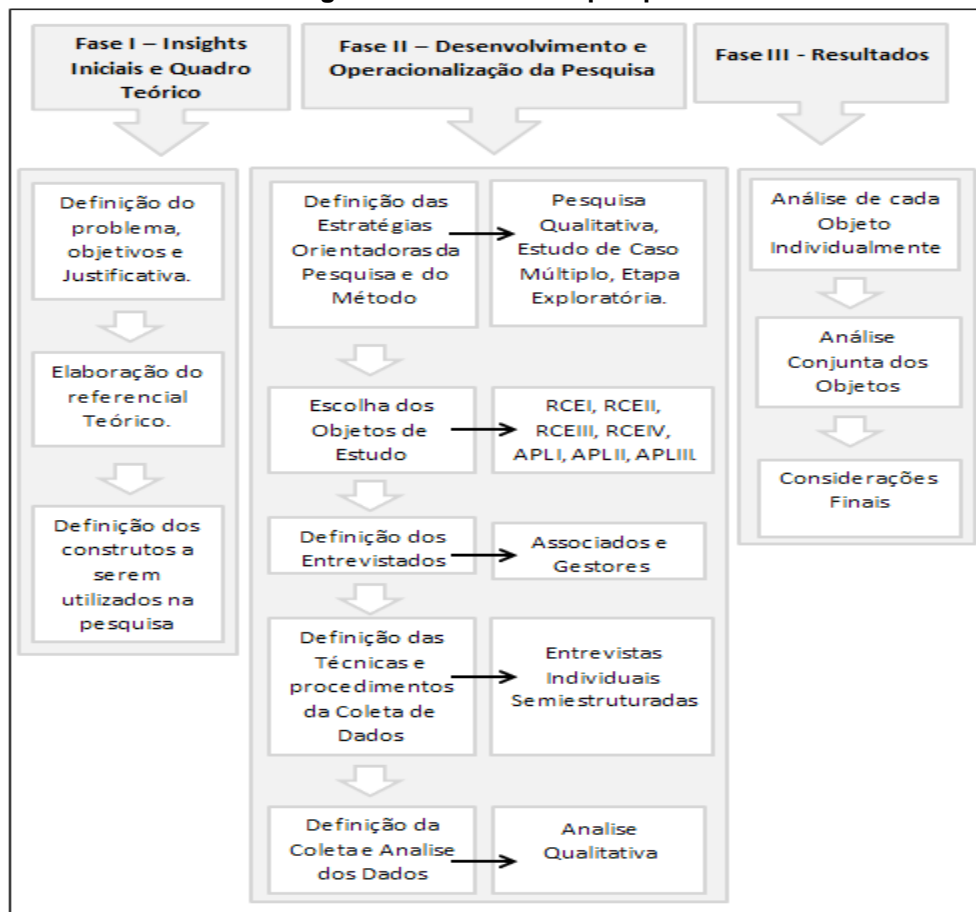 Fase I – Insights
Iniciais e Quadro
Teórico
Fase II – Desenvolvimento e
Operacionalização da Pesquisa
Fase III - Resultados
Definição do
problema,
objetivos e
Justificativa.
Elaboração do
referencial
Teórico.
Definição dos
construtos a
serem
utilizados na
pesquisa
Definição das
Estratégias
Orientadoras da
Pesquisa e do
Método
Pesquisa
Qualitativa,
Estudo de Caso
Múltiplo, Etapa
Exploratória.
Escolha dos
Objetos de
Estudo
RCEI, RCEII,
RCEIII, RCEIV,
APLI, APLII, APLIII.
Definição dos
Entrevistados
Associados e
Gestores
Definição das
Técnicas e
procedimentos
da Coleta de
Dados
Entrevistas
Individuais
Semiestruturadas
Definição da
Coleta e Analise
dos Dados
Analise
Qualitativa
Análise de cada
Objeto
Individualmente
Análise
Conjunta dos
Objetos
Considerações
Finais